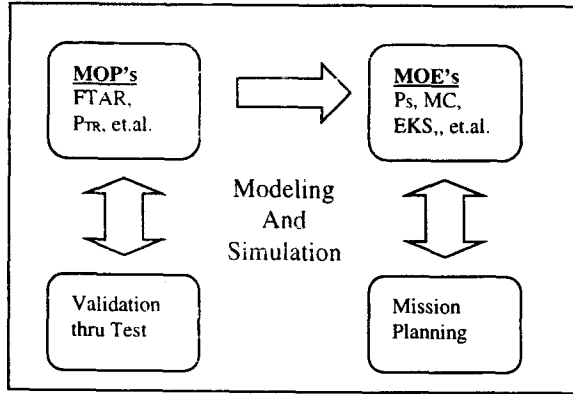 MOP's
FTAR,
PTR, et.al.
MOE's
Ps, MC,
EKS,, et.al.
Modeling
And
Simulation
Validation
thru Test
Mission
Planning